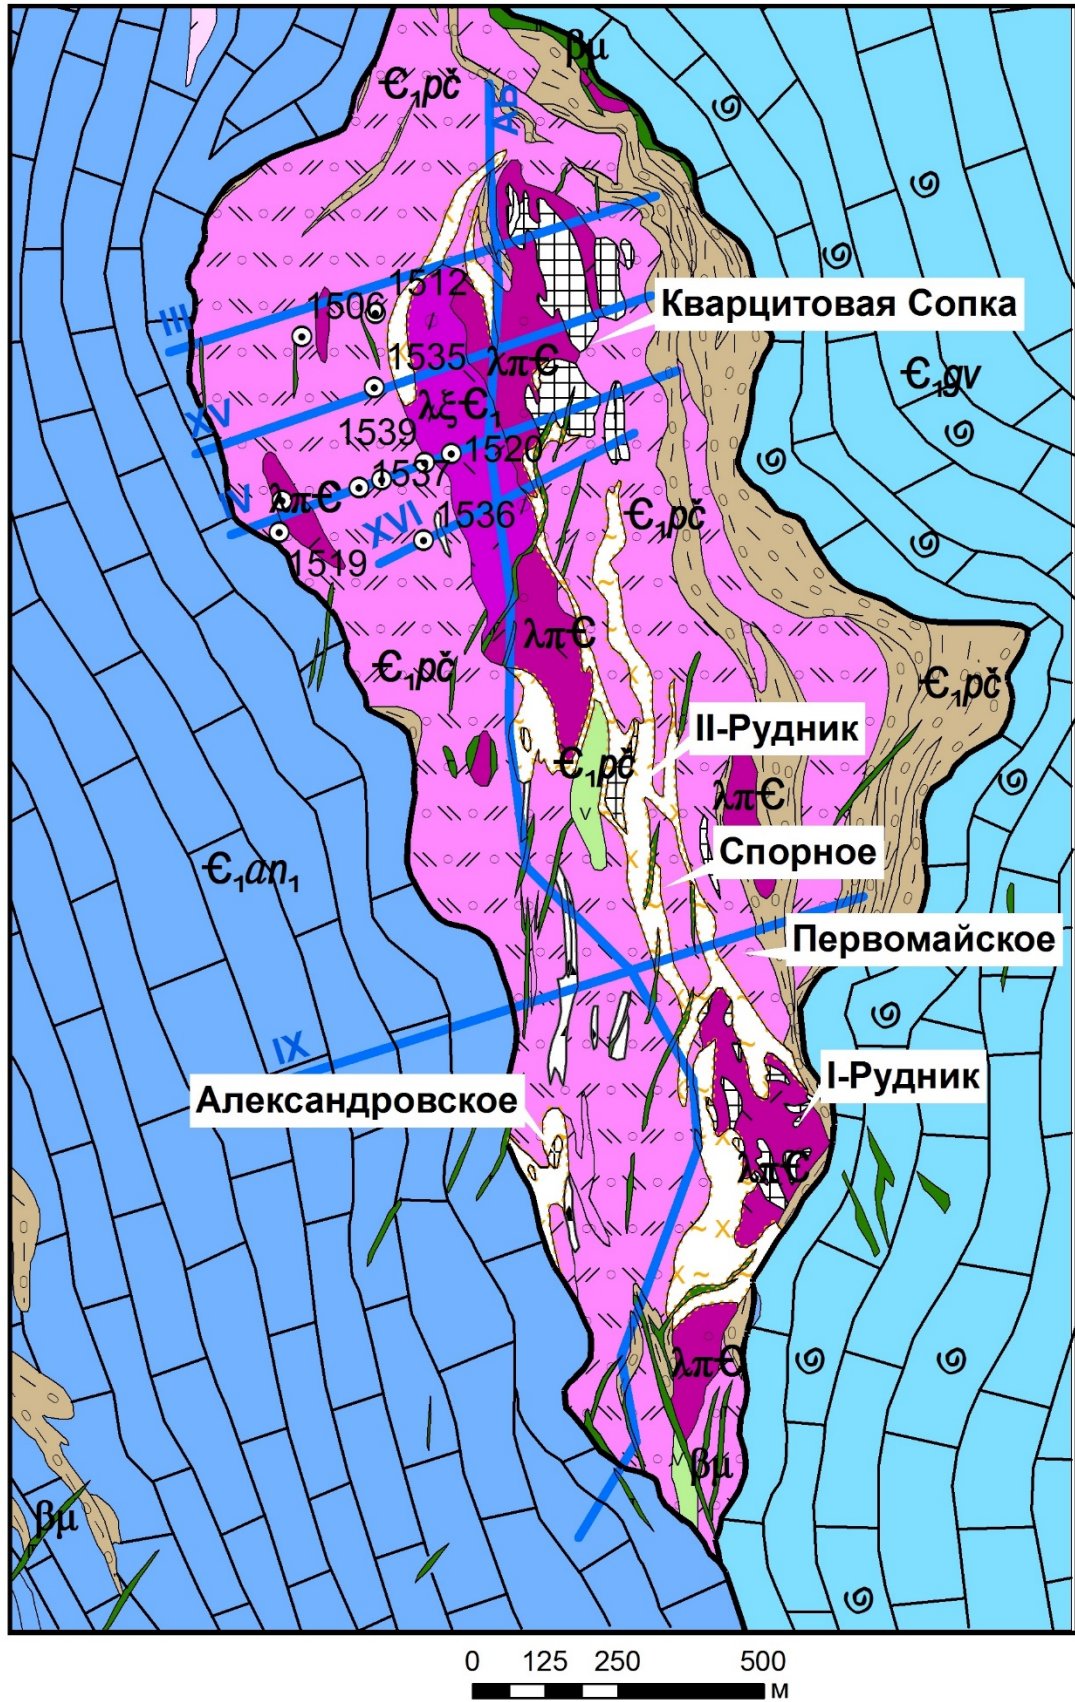 βμ
Є₁pč
АБ
1512
1506
III
Кварцитовая Сопка
1535
λπЄ
Є₁gv
λξЄ₁
XV
1539
1520
1537
λπЄ
IV
XVI
1536
Є₁pč
1519
λπЄ
Є₁pč
Є₁pč
II-Рудник
Є₁pč
λπЄ
Спорное
Є₁an₁
Первомайское
IX
I-Рудник
Александровское
λπЄ
λπЄ
βμ
βμ
0 125 250 500
м